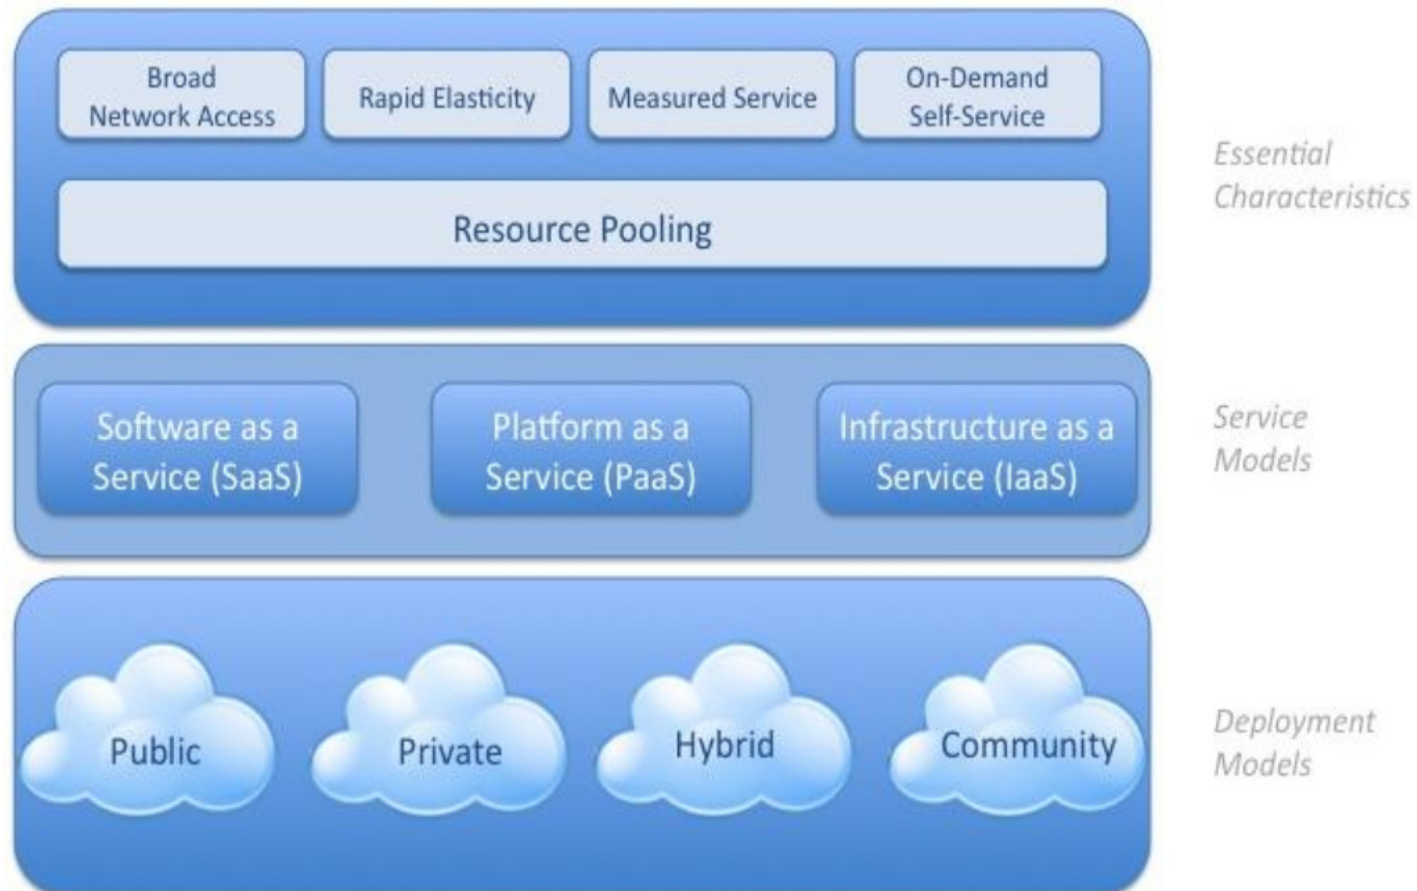 Broad
Network Access
Rapid Elasticity
Measured Service
On-Demand
Self-Service
Resource Pooling
Essential
Characteristics
Software as a
Service (SaaS)
Platform as a
Service (PaaS)
Infrastructure as a
Service (IaaS)
Service
Models
Public
Private
Hybrid
Community
Deployment
Models